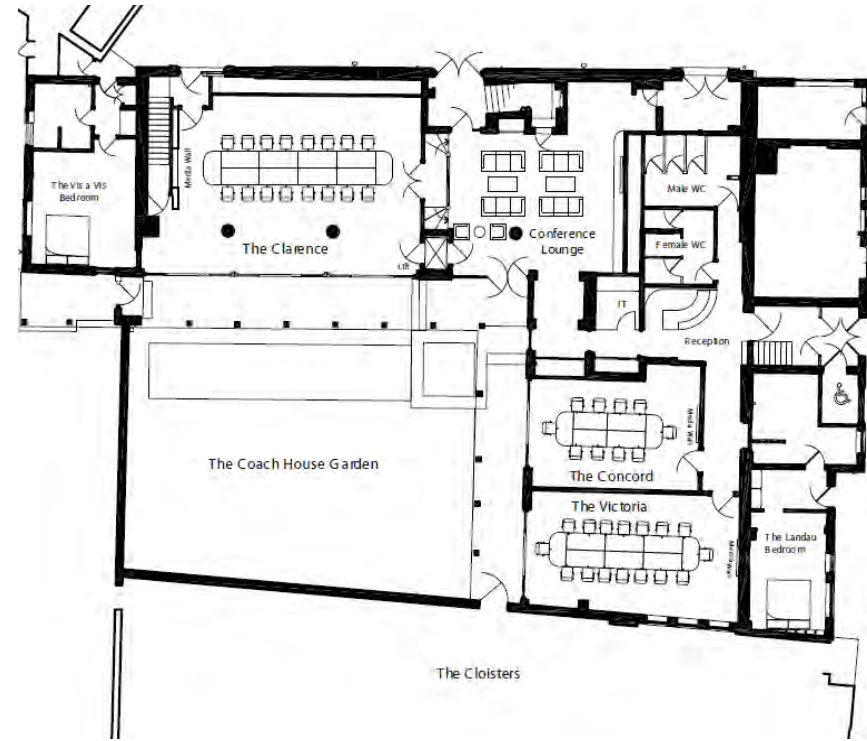 The Vis a Vis
Bedroom
Media Wall
The Clarence
Lift
Conference
Lounge
Male WC
Female WC
IT
Reception
The Coach House Garden
Media Wall
The Concord
The Victoria
Media Wall
The Landau
Bedroom
The Cloisters